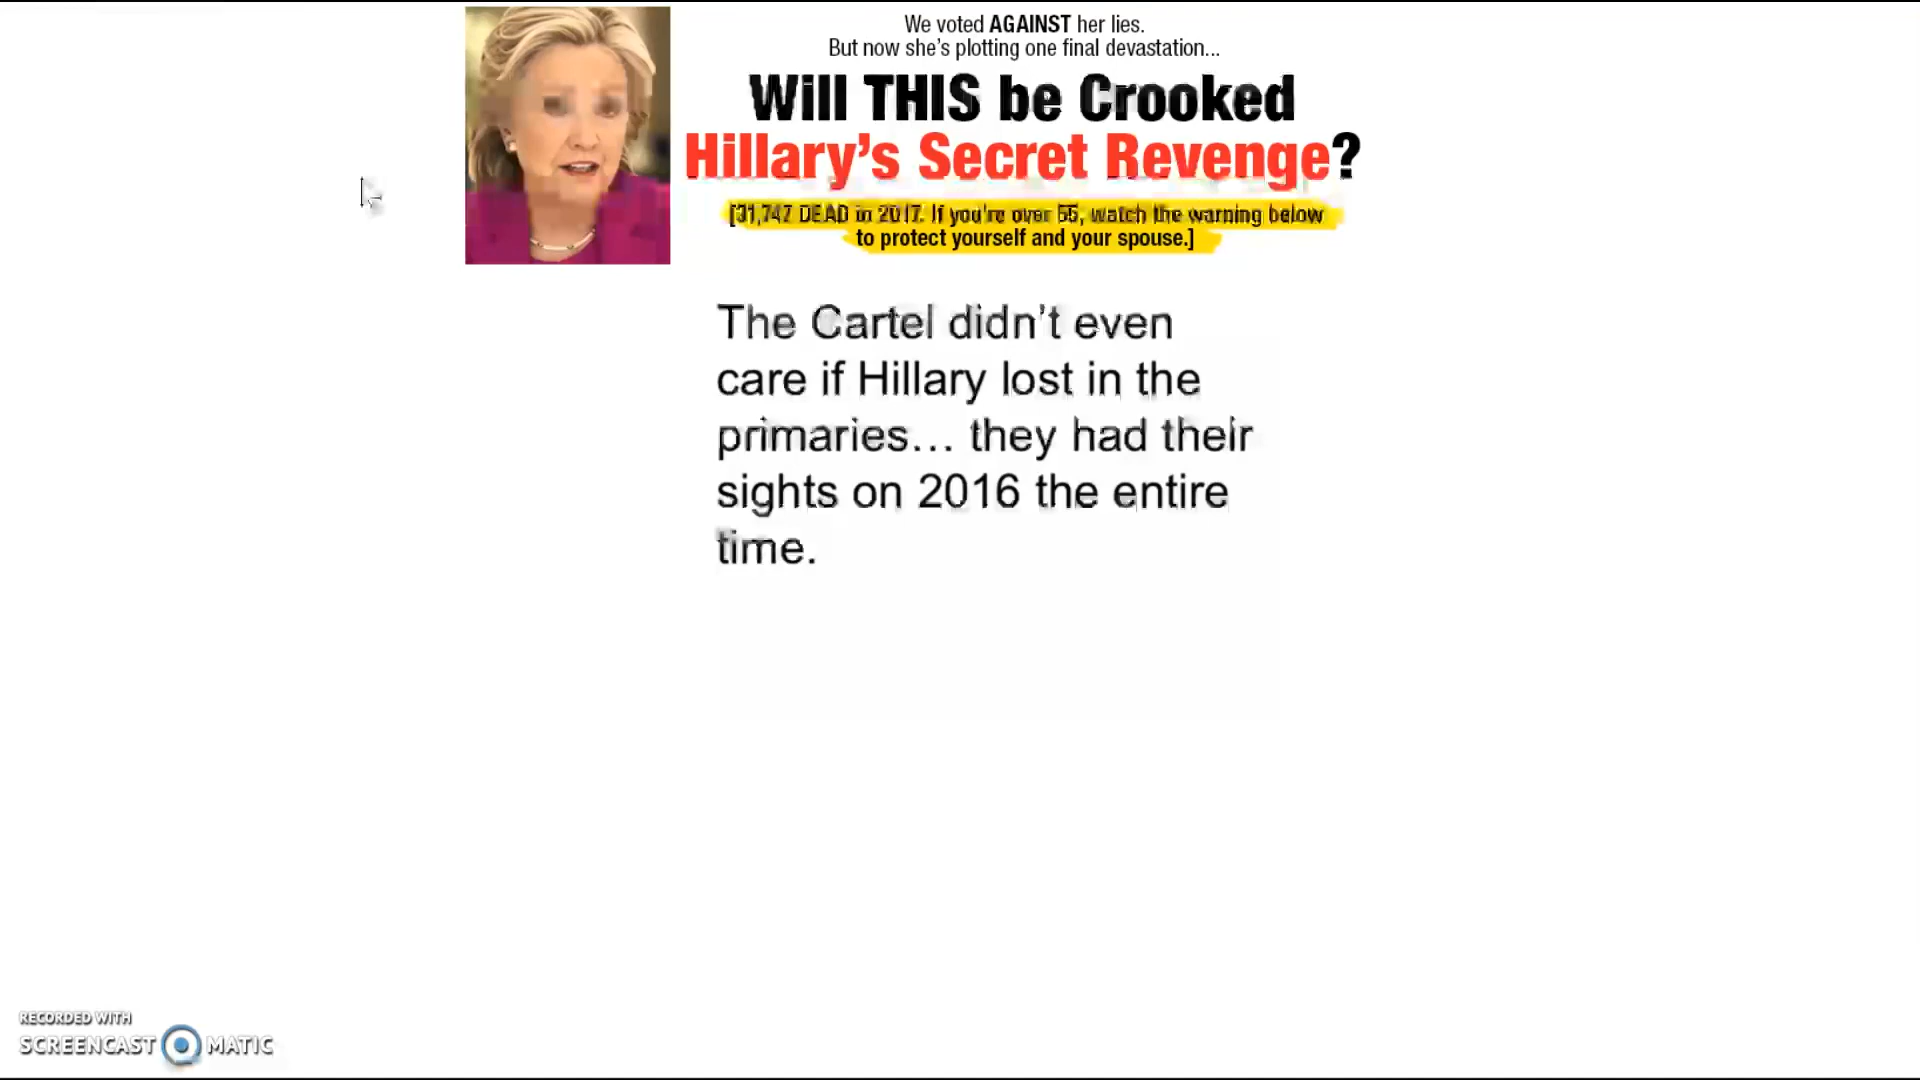 We voted AGAINST her lies.
But now she's plotting one final devastation...
Will THIS be Crooked
Hillary's Secret Revenge?
[31,747 DEAD in 2017. If you're over 55, watch the warning below
to protect yourself and your spouse.]
The Cartel didn't even
care if Hillary lost in the
primaries... they had their
sights on 2016 the entire
time.
RECORDED WITH
SCREENCAST MATIC